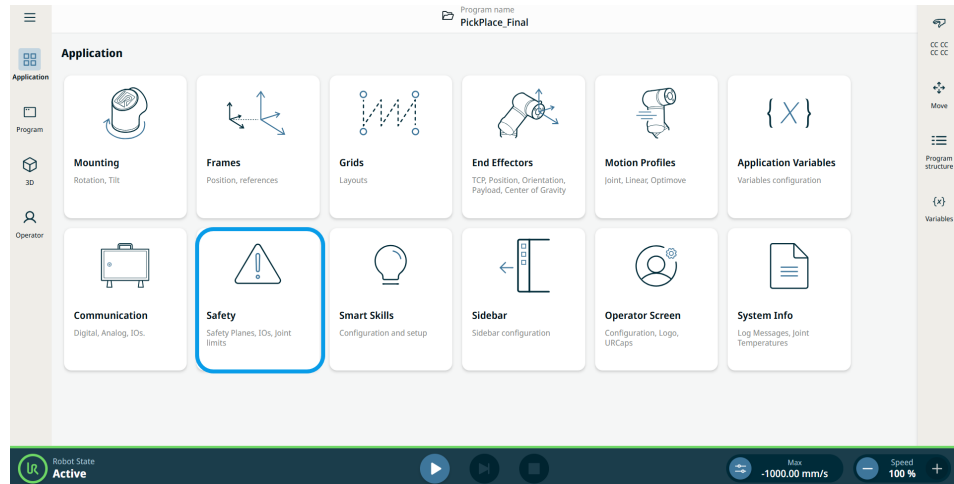 Program name
PickPlace_Final
Application
Application
Program
3D
Operator
Mounting
Rotation, Tilt
Frames
Position, references
Grids
Layouts
End Effectors
TCP, Position, Orientation,
Payload, Center of Gravity
Motion Profiles
Joint, Linear, Optimove
{X}
Application Variables
Variables configuration
Communication
Digital, Analog, IOs.
Safety
Safety Planes, IOs, Joint
limits
Smart Skills
Configuration and setup
Sidebar
Sidebar configuration
Operator Screen
Configuration, Logo,
URCaps
System Info
Log Messages, Joint
Temperatures
CC CC
CC CC
Move
Program
structure
{x}
Variables
UR
Robot State
Active
Max
-1000.00 mm/s
Speed
100 %